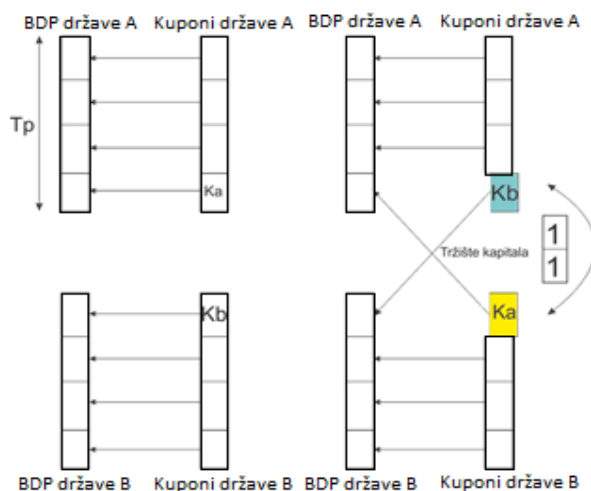 BDP države A Kuponi države A
BDP države A Kuponi države A
Tp
Ka
Kb
Tržište kapitala
1
1
Kb
Ka
BDP države B Kuponi države B
BDP države B Kuponi države B